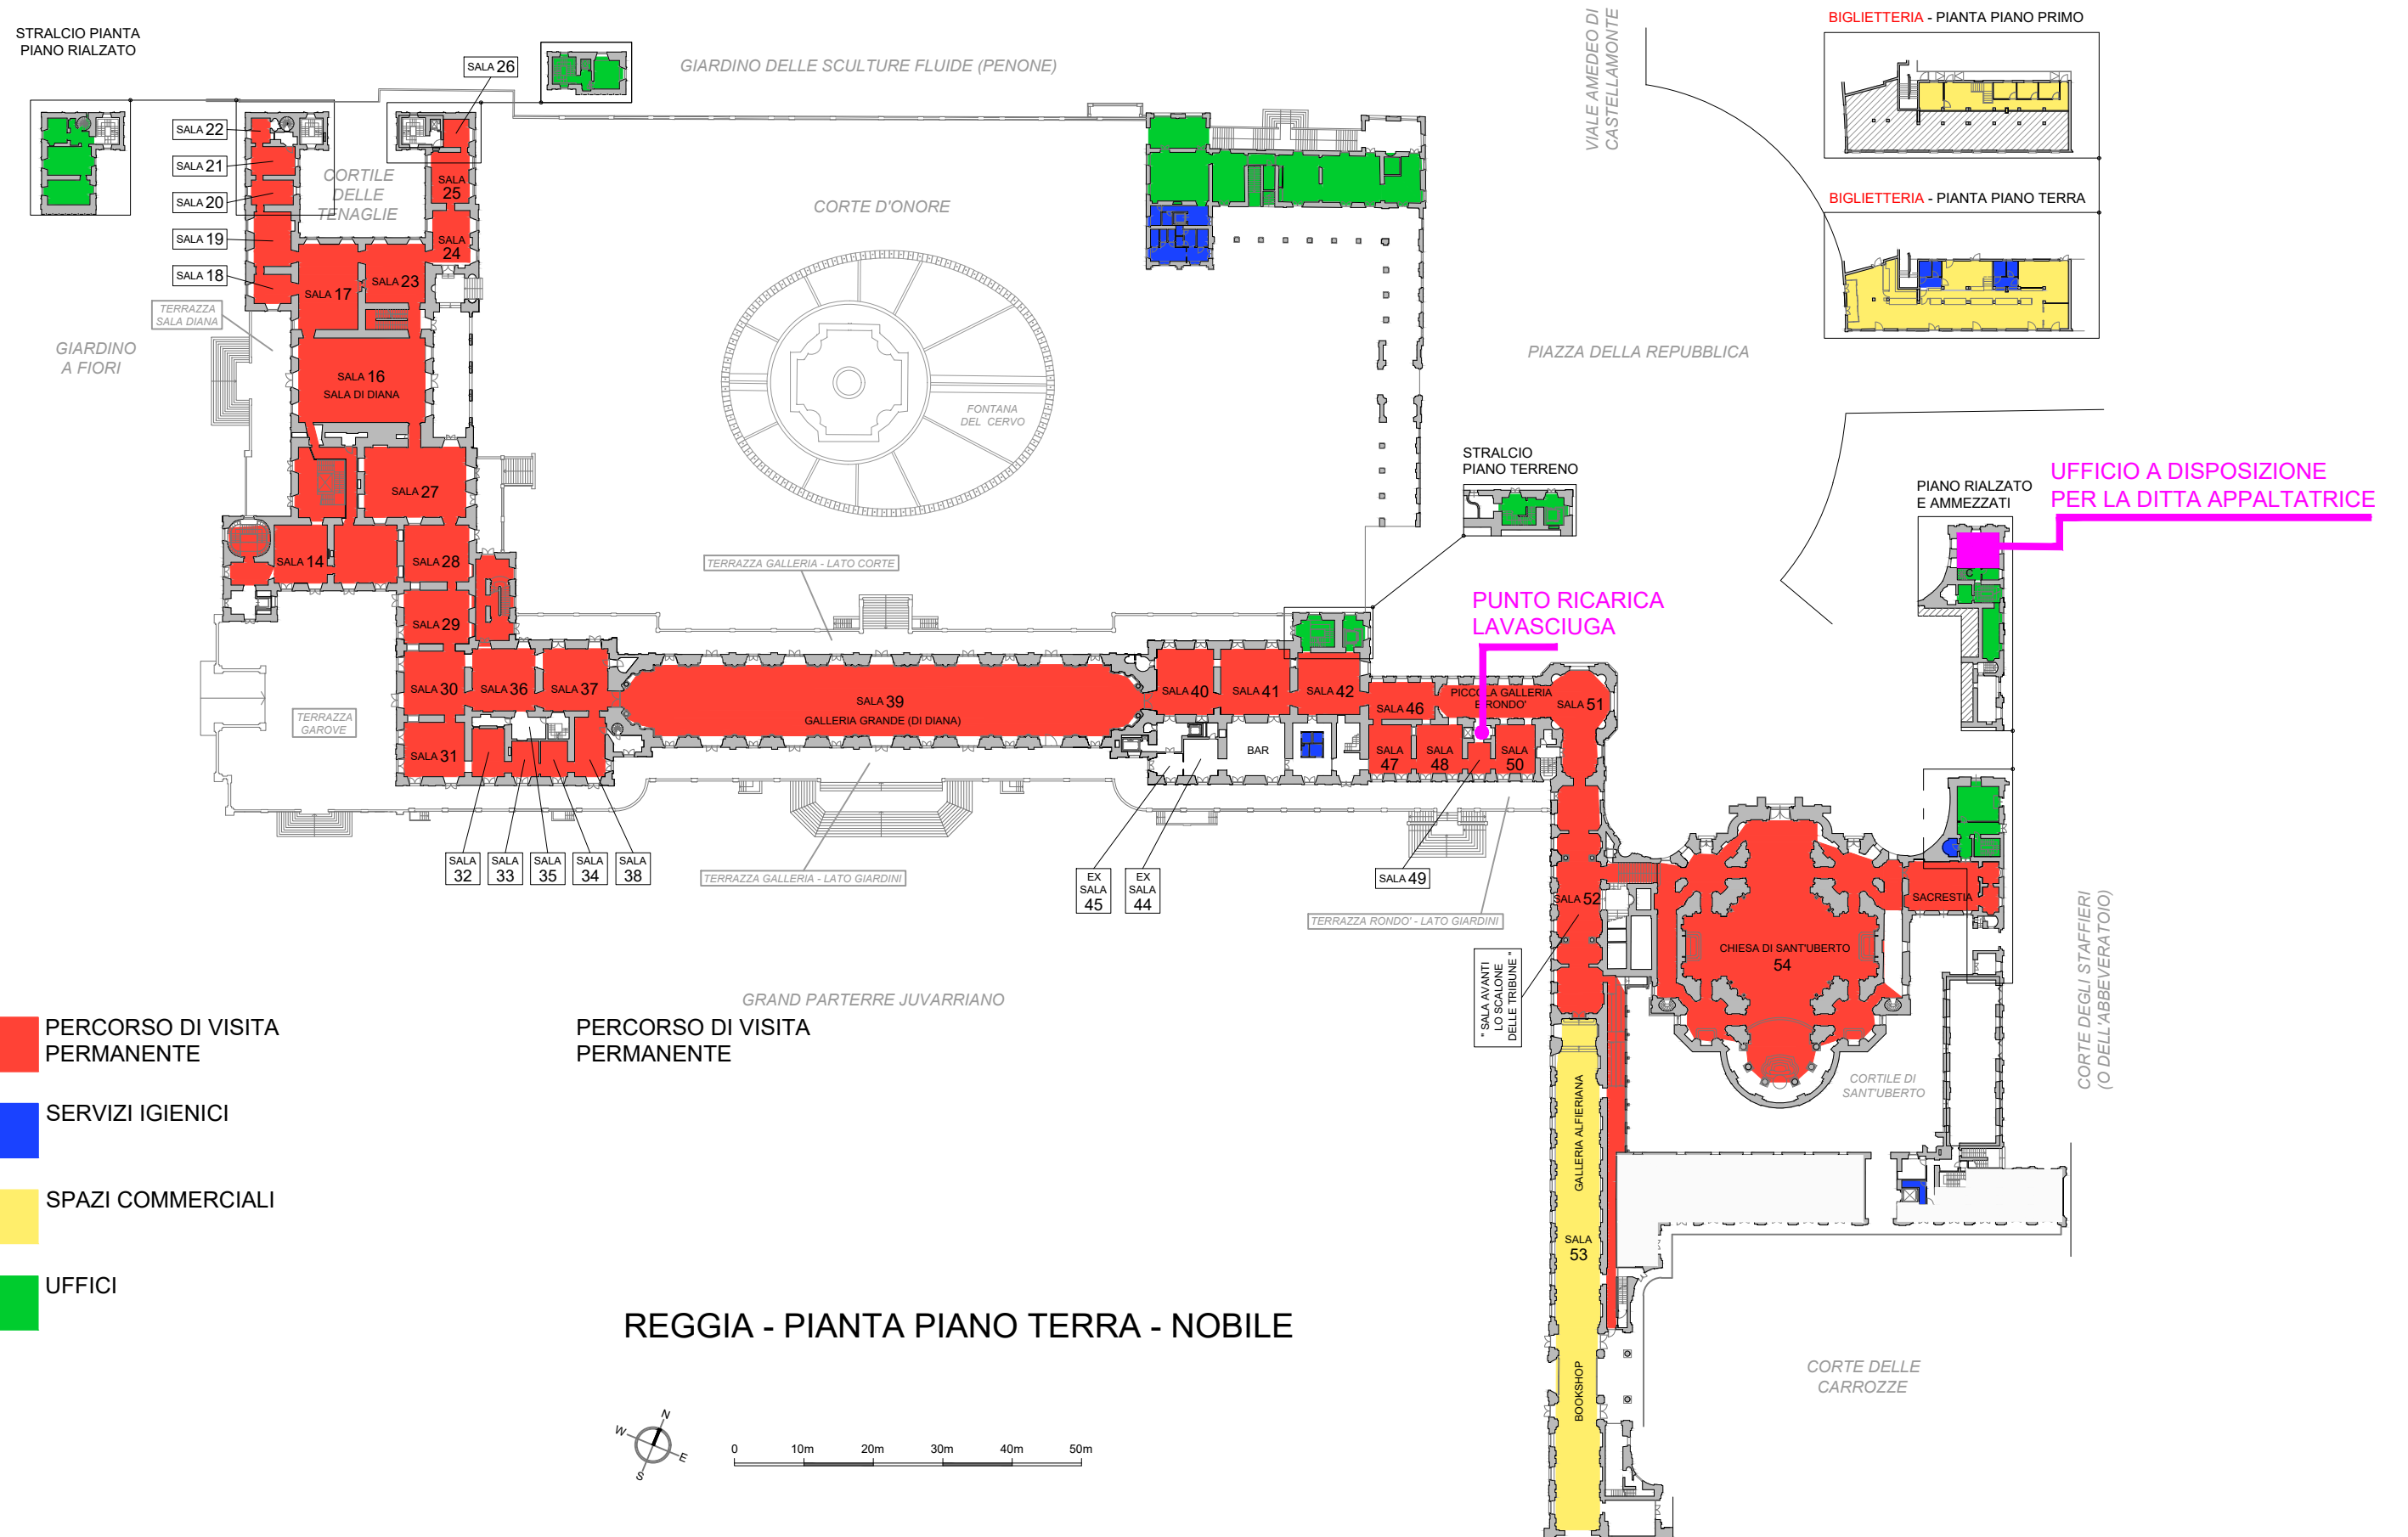 STRALCIO PIANTA
PIANO RIALZATO
SALA 26
GIARDINO DELLE SCULTURE FLUIDE (PENONE)
VIALE AMEDEO DI
CASTELLAMONTE
BIGLIETTERIA - PIANTA PIANO PRIMO
SALA 22
SALA 21
SALA 20
SALA 19
SALA 18
CORTILE
DELLE
TENAGLIE
SALA
25
SALA
24
CORTE D'ONORE
BIGLIETTERIA - PIANTA PIANO TERRA
SALA 17
SALA 23
TERRAZZA
SALA DIANA
GIARDINO
A FIORI
SALA 16
SALA DI DIANA
FONTANA
DEL CERVO
PIAZZA DELLA REPUBBLICA
STRALCIO
PIANO TERRENO
PIANO RIALZATO
E AMMEZZATI
UFFICIO A DISPOSIZIONE
PER LA DITTA APPALTATRICE
C
SALA 27
SALA 14
SALA 28
SALA 29
TERRAZZA GALLERIA - LATO CORTE
PUNTO RICARICA
LAVASCIUGA
SALA 30
SALA 36
SALA 37
SALA 39
GALLERIA GRANDE (DI DIANA)
SALA 40
SALA 41
SALA 42
SALA 46
PICCOLA GALLERIA
E RONDO'
SALA 51
TERRAZZA
GAROVE
SALA 31
BAR
SALA
47
SALA
48
SALA
50
SALA
32
SALA
33
SALA
35
SALA
34
SALA
38
TERRAZZA GALLERIA - LATO GIARDINI
EX
SALA
45
EX
SALA
44
SALA 49
TERRAZZA RONDO' - LATO GIARDINI
SALA 52
SACRESTIA
CHIESA DI SANT'UBERTO
54
" SALA AVANTI
LO SCALONE
DELLE TRIBUNE "
CORTE DEGLI STAFFIERI
(O DELL'ABBEVERATOIO)
GRAND PARTERRE JUVARRIANO
PERCORSO DI VISITA
PERMANENTE
PERCORSO DI VISITA
PERMANENTE
SERVIZI IGIENICI
SPAZI COMMERCIALI
UFFICI
CORTILE DI
SANT'UBERTO
GALLERIA ALFIERIANA
SALA
53
BOOKSHOP
REGGIA - PIANTA PIANO TERRA - NOBILE
CORTE DELLE
CARROZZE
N
W
E
S
0 10m 20m 30m 40m 50m